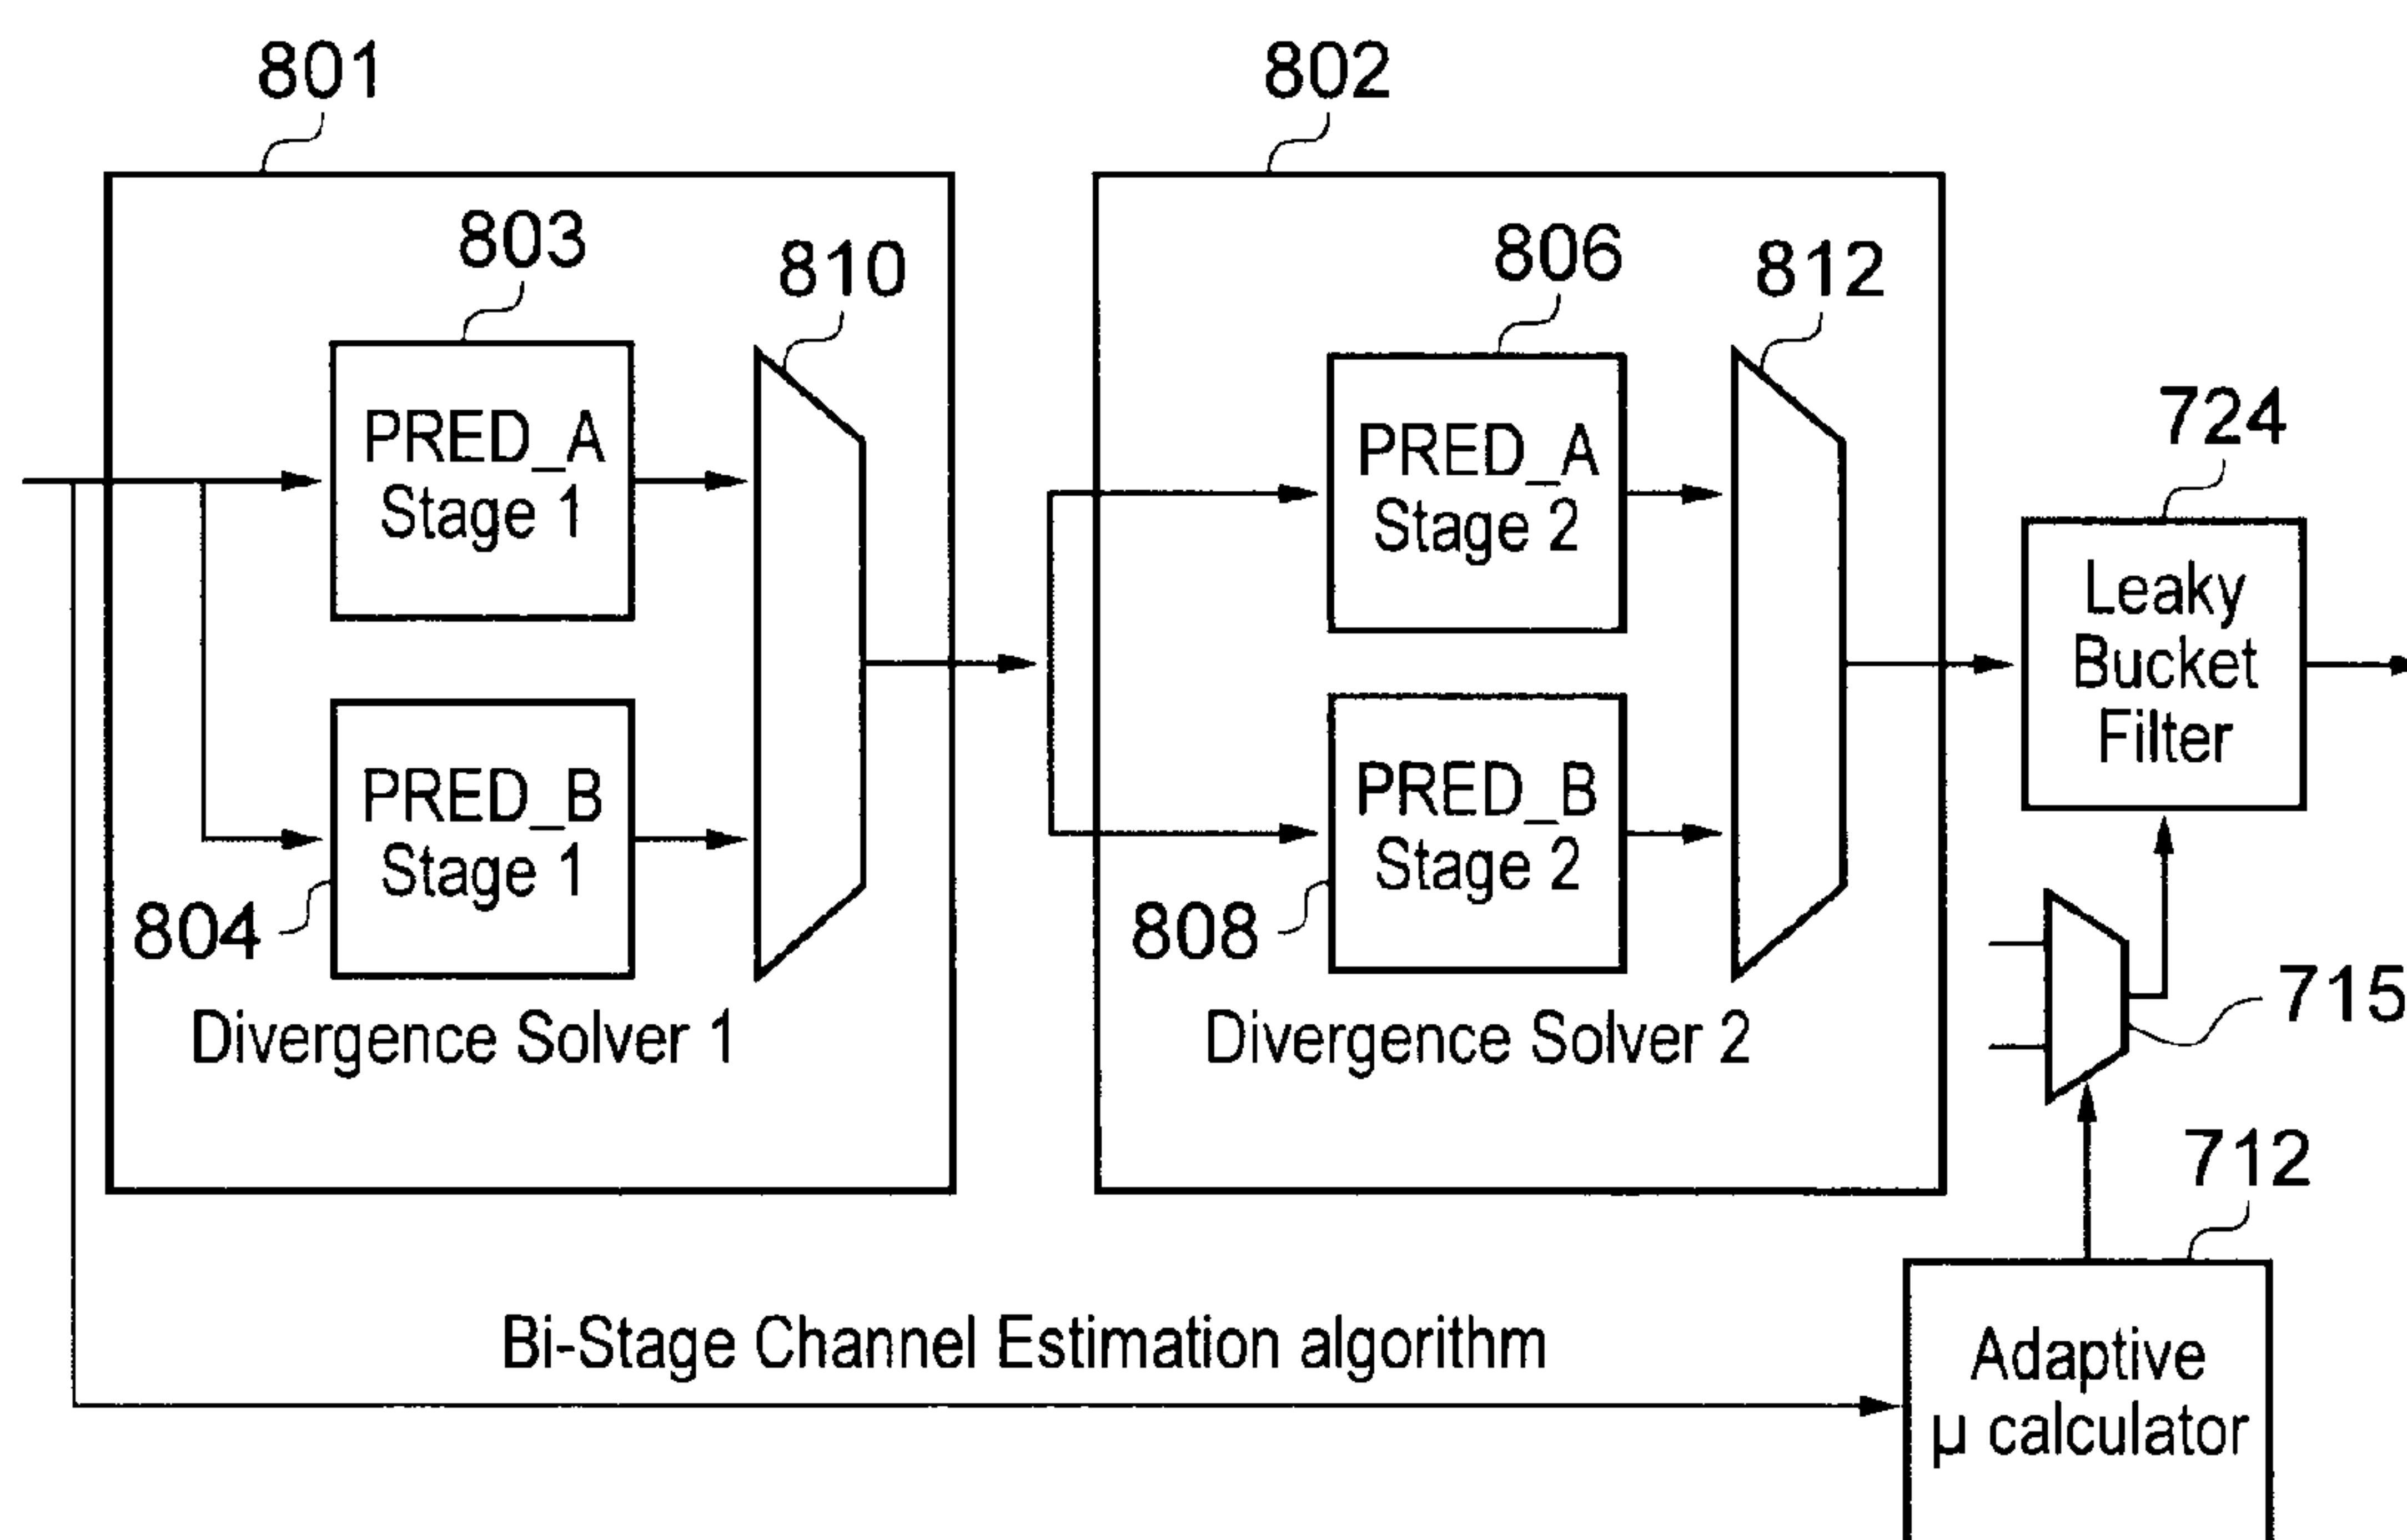 801
802
803
810
806
812
PRED_A
Stage 1
PRED_A
Stage 2
724
Leaky
Bucket
Filter
PRED_B
Stage 1
804
PRED_B
Stage 2
808
715
Divergence Solver 1
Divergence Solver 2
712
Bi-Stage Channel Estimation algorithm
Adaptive
µ calculator